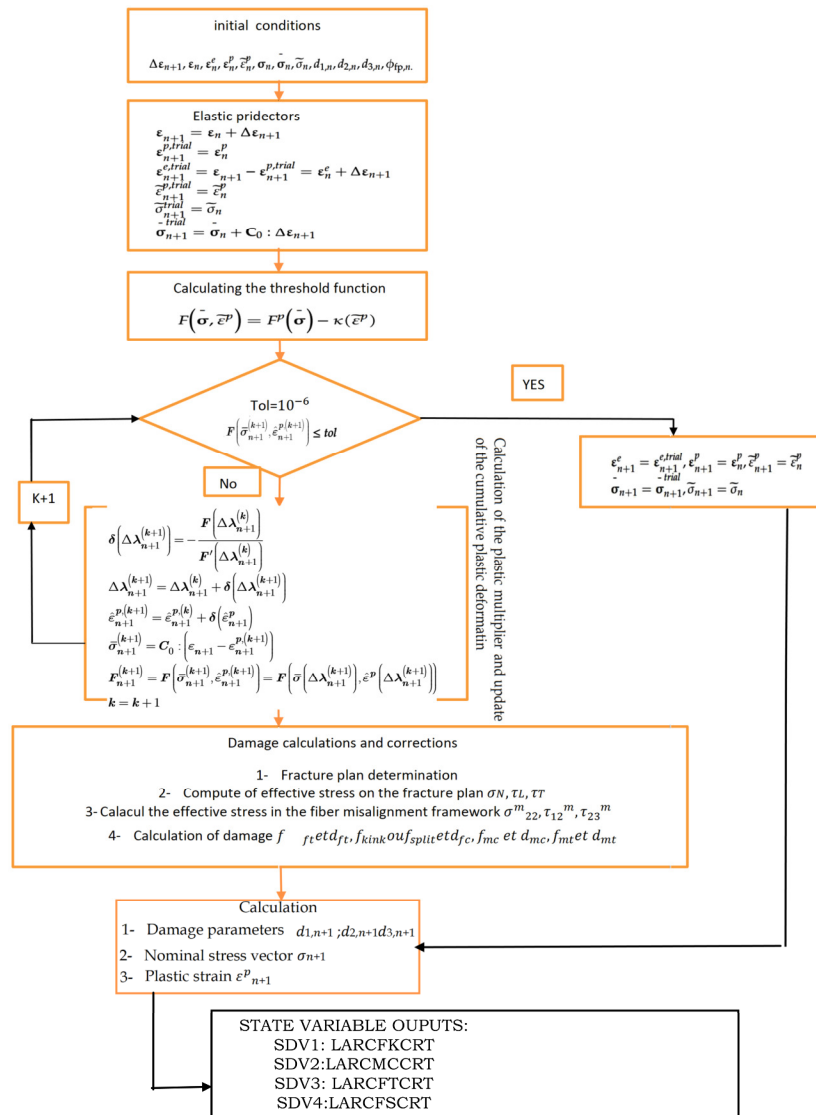 initial conditions
Δε_{n+1}, ε_n, ε^e_n, ε^p_n, ε̃^p_n, σ_n, σ̄_n, σ̃_n, d_{1,n}, d_{2,n}, d_{3,n}, ϕ_{fp,n}.
Elastic pridectors
ε_{n+1} = ε_n + Δε_{n+1}
ε^{p,trial}_{n+1} = ε^p_n
ε^{e,trial}_{n+1} = ε_{n+1} − ε^{p,trial}_{n+1} = ε^e_n + Δε_{n+1}
ε̃^{p,trial}_{n+1} = ε̃^p_n
σ̃^{trial}_{n+1} = σ̃_n
σ̄^{trial}_{n+1} = σ̄_n + C_0 : Δε_{n+1}
Calculating the threshold function
F(σ̄, ε̃^p) = F^p(σ̄) − κ(ε̃^p)
YES
Tol=10^{−6}
F(σ̄^{(k+1)}_{n+1}, ε̂^{p,(k+1)}_{n+1}) ≤ tol
No
K+1
ε^e_{n+1} = ε^{e,trial}_{n+1}, ε^p_{n+1} = ε^p_n, ε̃^p_{n+1} = ε̃^p_n
σ̄_{n+1} = σ̄^{trial}_{n+1}, σ̃_{n+1} = σ̃_n
δ(Δλ^{(k+1)}_{n+1}) = − F(Δλ^{(k)}_{n+1}) / F′(Δλ^{(k)}_{n+1})
Δλ^{(k+1)}_{n+1} = Δλ^{(k)}_{n+1} + δ(Δλ^{(k+1)}_{n+1})
ε̂^{p,(k+1)}_{n+1} = ε̂^{p,(k)}_{n+1} + δ(ε̂^p_{n+1})
σ̄^{(k+1)}_{n+1} = C_0 : [ε_{n+1} − ε^{p,(k+1)}_{n+1}]
F^{(k+1)}_{n+1} = F(σ̄^{(k+1)}_{n+1}, ε̂^{p,(k+1)}_{n+1}) = F(σ̄(Δλ^{(k+1)}_{n+1}), ε̂^p(Δλ^{(k+1)}_{n+1}))
k = k + 1
Calculation of the plastic multiplier and update
of the cumulative plastic deformatin
Damage calculations and corrections
1- Fracture plan determination
2- Compute of effective stress on the fracture plan σN, τL, τT
3- Calacul the effective stress in the fiber misalignment framework σ^m_{22}, τ_{12}^m, τ_{23}^m
4- Calculation of damage f _{ft}etd_{ft}, f_{kink}ouf_{split}etd_{fc}, f_{mc} et d_{mc}, f_{mt}et d_{mt}
Calculation
1- Damage parameters d_{1,n+1} ;d_{2,n+1}d_{3,n+1}
2- Nominal stress vector σ_{n+1}
3- Plastic strain ε^p_{n+1}
STATE VARIABLE OUPUTS:
SDV1: LARCFKCRT
SDV2:LARCMCCRT
SDV3: LARCFTCRT
SDV4:LARCFSCRT